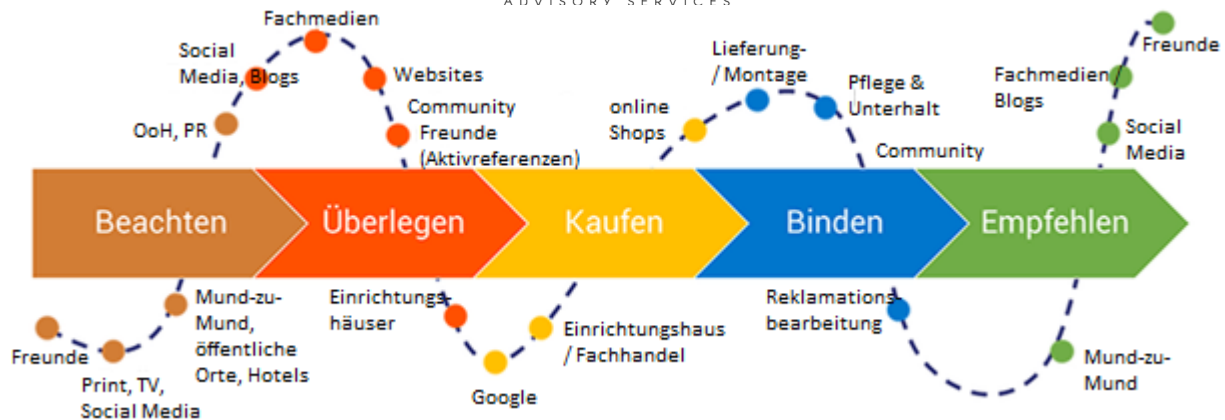 ADVISORY SERVICES
Fachmedien
Social
Media, Blogs
Websites
OoH, PR
Community
Freunde
(Aktivreferenzen)
online
Shops
Lieferung-
/ Montage
Pflege &
Unterhalt
Community
Fachmedien
Blogs
Freunde
Social
Media
Beachten
Überlegen
Kaufen
Binden
Empfehlen
Freunde
Print, TV,
Social Media
Mund-zu-
Mund,
öffentliche
Orte, Hotels
Einrichtungs-
häuser
Google
Einrichtungshaus
/ Fachhandel
Reklamations-
bearbeitung
Mund-zu-
Mund